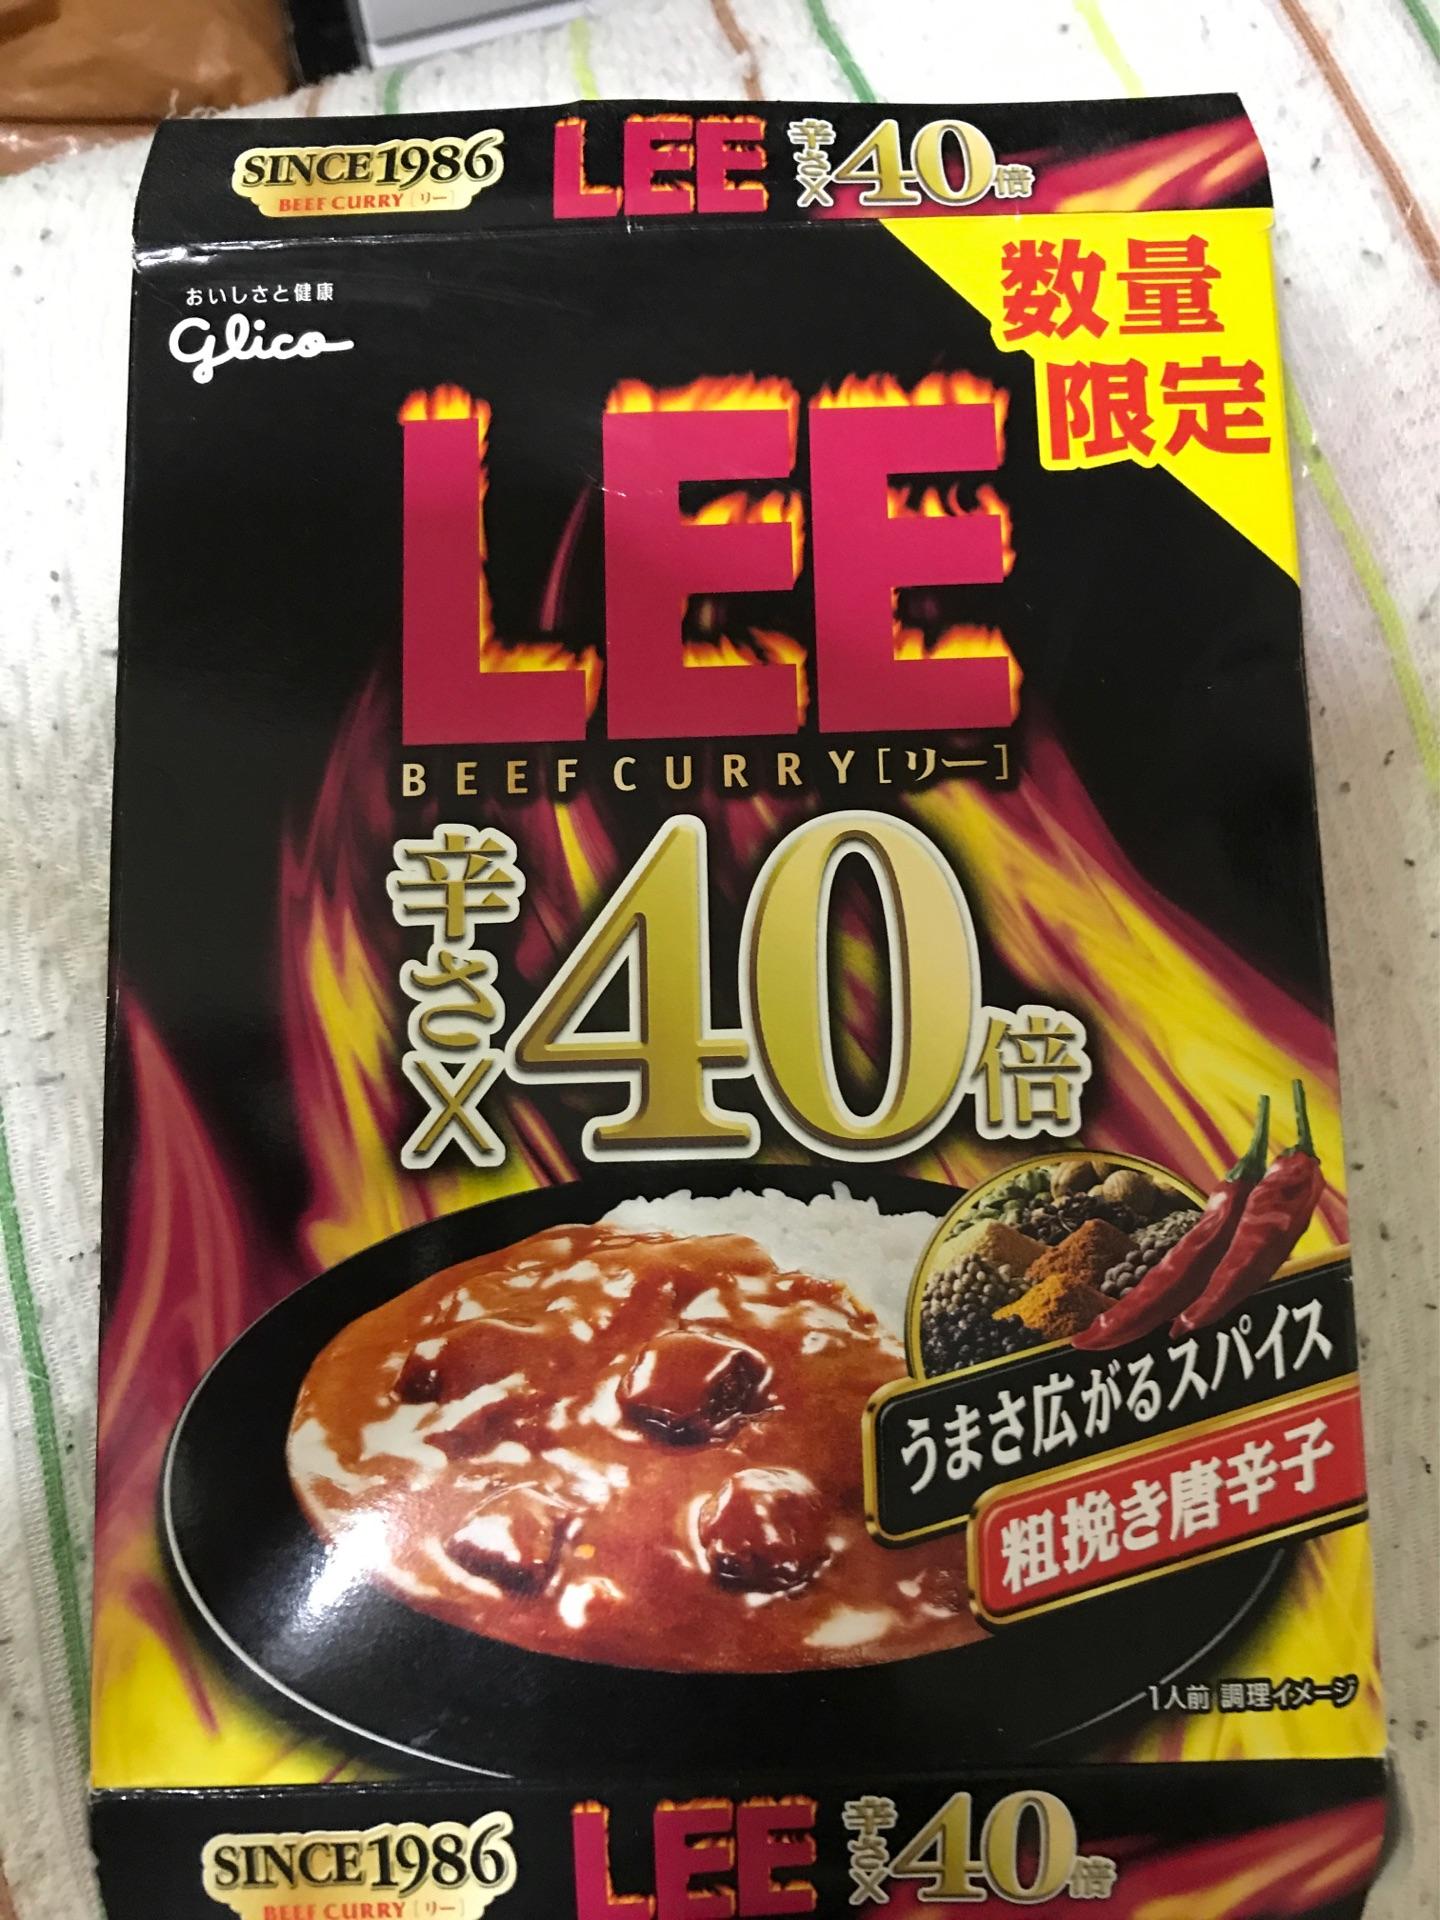 SINCE1986
BEEF CURRY［リー］
LEE
辛さ×40倍
おいしさと健康
Glico
数量
限定
LEE
BEEF CURRY［リー］
辛さ×40倍
うまさ広がるスパイス
粗挽き唐辛子
1人前 調理イメージ
SINCE1986
BEEF CURRY［リー］
LEE
辛さ×40倍